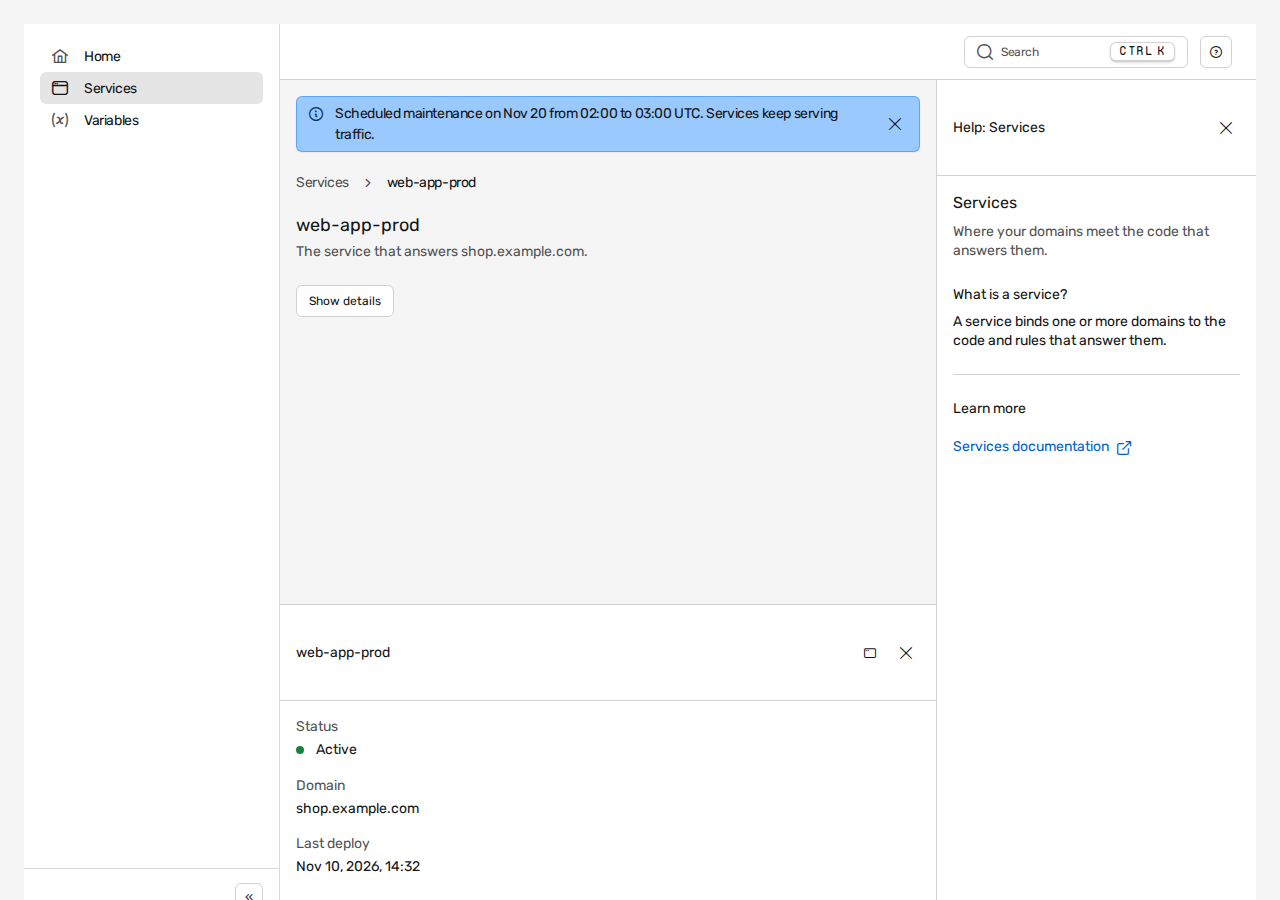 Home
Services
Variables
Search
CTRL K
Scheduled maintenance on Nov 20 from 02:00 to 03:00 UTC. Services keep serving
traffic.
Services
web-app-prod
web-app-prod
The service that answers shop.example.com.
Show details
Help: Services
Services
Where your domains meet the code that
answers them.
What is a service?
A service binds one or more domains to the
code and rules that answer them.
Learn more
Services documentation
web-app-prod
Status
Active
Domain
shop.example.com
Last deploy
Nov 10, 2026, 14:32